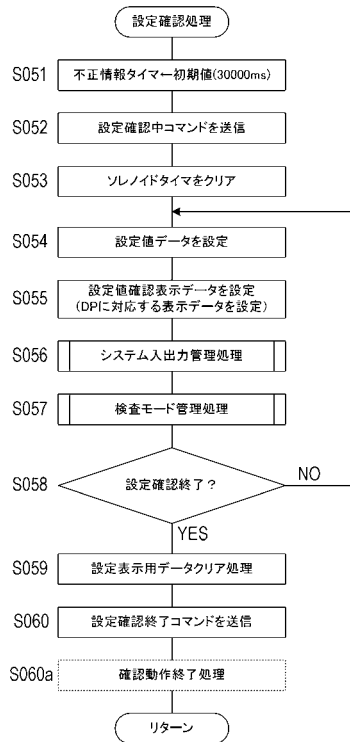 設定確認処理
S051 不正情報タイマ←初期値(30000ms)
S052 設定確認中コマンドを送信
S053 ソレノイドタイマをクリア
S054 設定値データを設定
S055 設定値確認表示データを設定
(DPに対応する表示データを設定)
S056 システム入出力管理処理
S057 検査モード管理処理
S058 設定確認終了？ NO
YES
S059 設定表示用データクリア処理
S060 設定確認終了コマンドを送信
S060a 確認動作終了処理
リターン